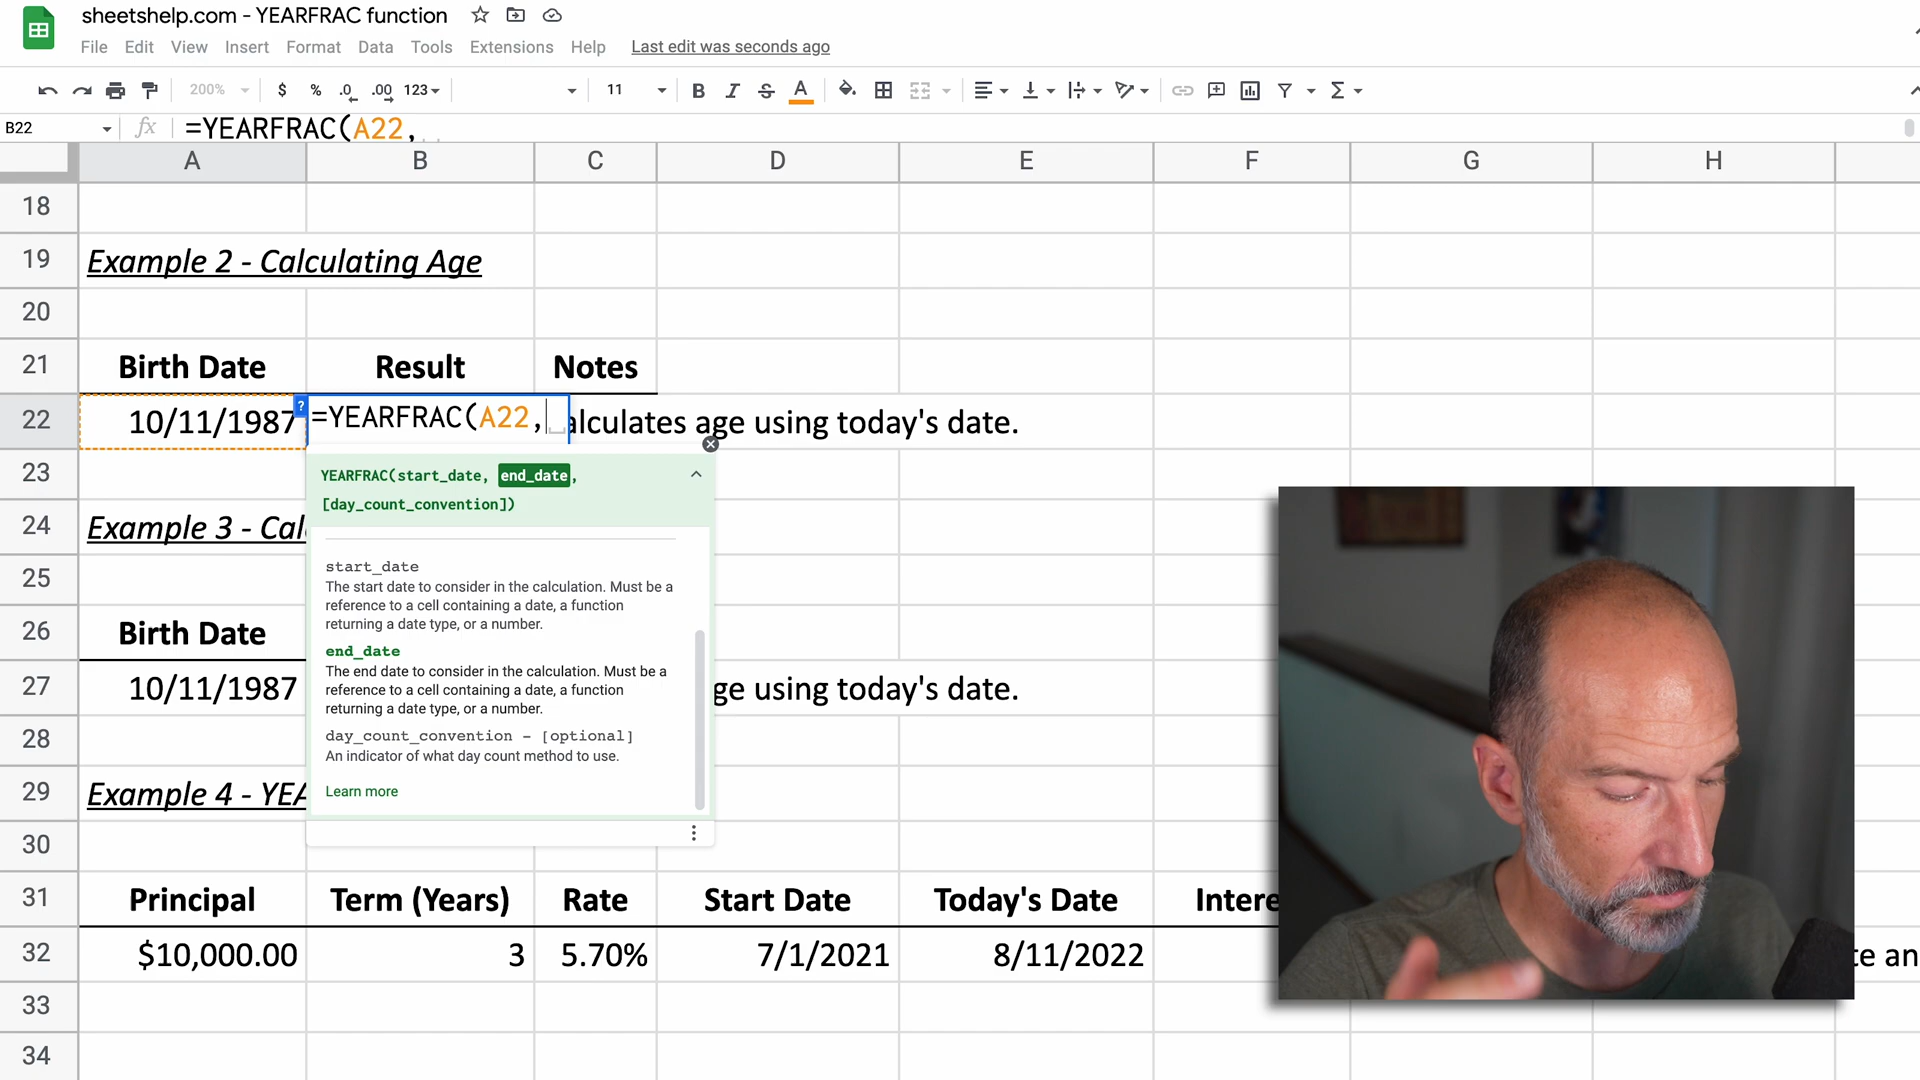 sheetshelp.com - YEARFRAC function
File Edit View Insert Format Data Tools Extensions Help Last edit was seconds ago
200% $ % .0 .00 123 11 B I S A Σ
B22 fx =YEARFRAC(A22,
A B C D E F G H
18
19 Example 2 - Calculating Age
20
21 Birth Date Result Notes
22 10/11/1987 ? =YEARFRAC(A22, alculates age using today's date.
YEARFRAC(start_date, end_date,
[day_count_convention])
23
24 Example 3 - Cal
start_date
The start date to consider in the calculation. Must be a
25
reference to a cell containing a date, a function
returning a date type, or a number.
26 Birth Date
end_date
The end date to consider in the calculation. Must be a
27 10/11/1987 reference to a cell containing a date, a function ge using today's date.
returning a date type, or a number.
28
day_count_convention - [optional]
An indicator of what day count method to use.
29 Example 4 - YEA
Learn more
30
31 Principal Term (Years) Rate Start Date Today's Date Intere
32 $10,000.00 3 5.70% 7/1/2021 8/11/2022 te an
33
34